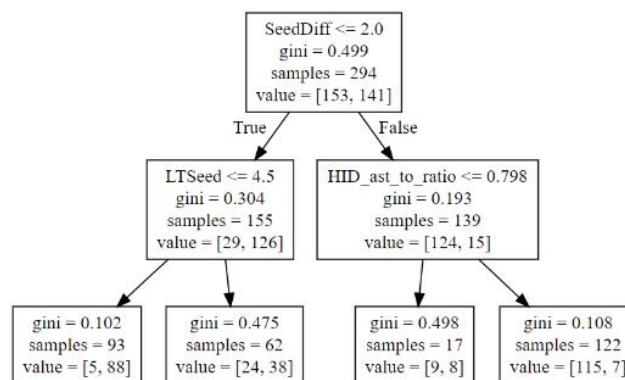 SeedDiff <= 2.0
gini = 0.499
samples = 294
value = [153, 141]
True
False
LTSeed <= 4.5
gini = 0.304
samples = 155
value = [29, 126]
HID_ast_to_ratio <= 0.798
gini = 0.193
samples = 139
value = [124, 15]
gini = 0.102
samples = 93
value = [5, 88]
gini = 0.475
samples = 62
value = [24, 38]
gini = 0.498
samples = 17
value = [9, 8]
gini = 0.108
samples = 122
value = [115, 7]